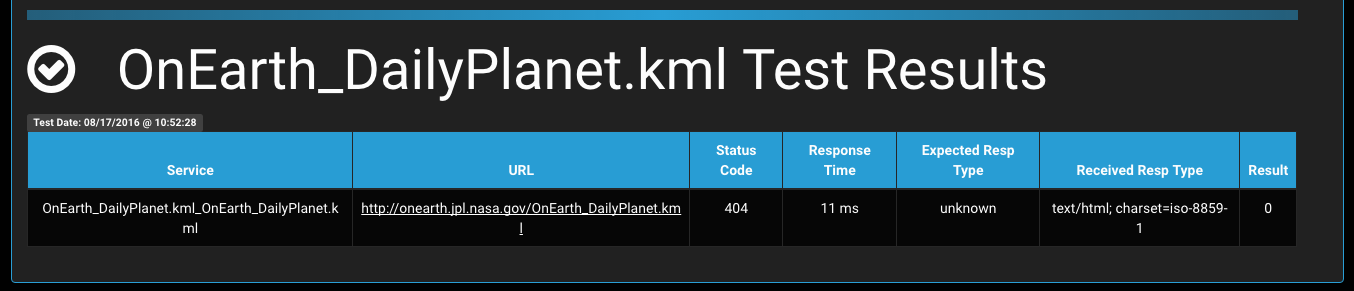 OnEarth_DailyPlanet.kml Test Results
Test Date: 08/17/2016 @ 10:52:28
Service URL Status Code Response Time Expected Resp Type Received Resp Type Result
OnEarth_DailyPlanet.kml_OnEarth_DailyPlanet.k http://onearth.jpl.nasa.gov/OnEarth_DailyPlanet.km 404 11 ms unknown text/html; charset=iso-8859- 0
ml l 1